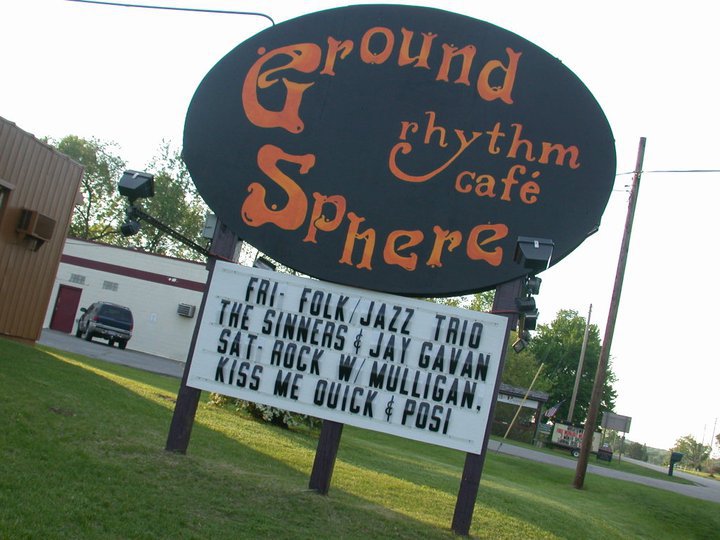 Ground
rhythm
café
Sphere
FRI- FOLK/JAZZ TRIO
THE SINNERS & JAY GAVAN
SAT- ROCK W/ MULLIGAN,
KISS ME QUICK & POSI